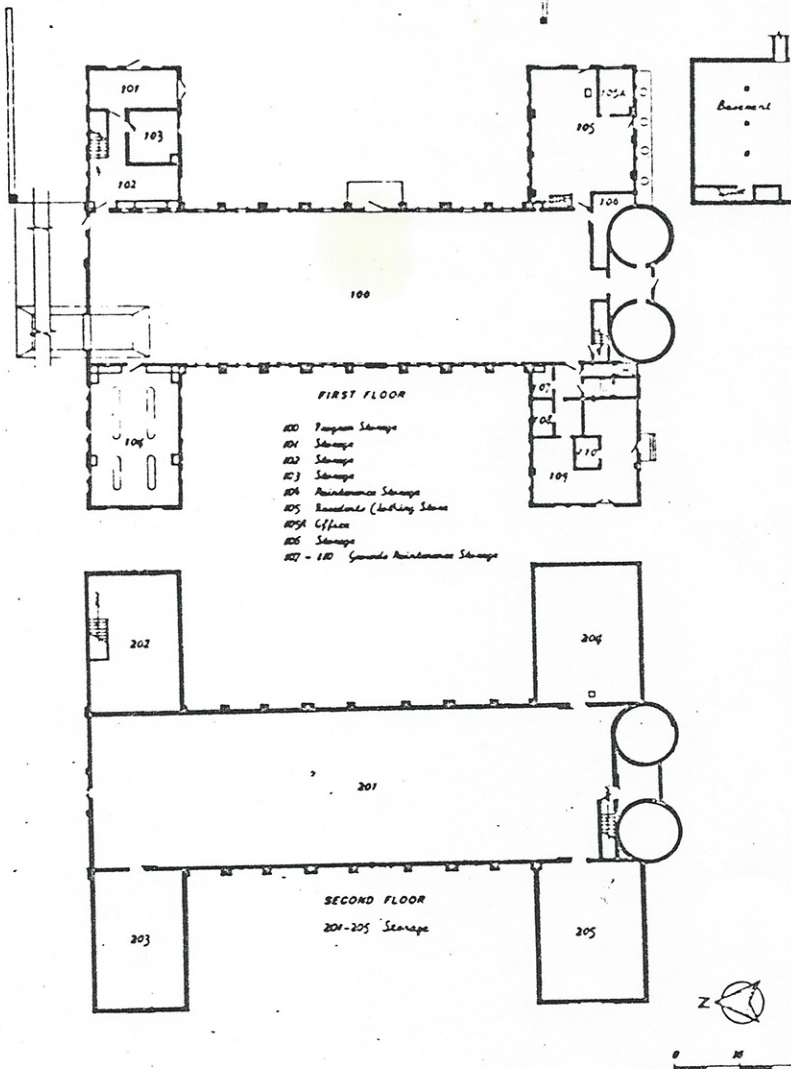 101
103
102
105A
105
106
Basement
100
FIRST FLOOR
104
107
108
110
109
100 Program Storage
101 Storage
102 Storage
103 Storage
104 Maintenance Storage
105 Residents Clothing Store
105A Office
106 Storage
107 - 110 Grounds Maintenance Storage
202
204
201
SECOND FLOOR
201-205 Storage
203
205
Z
0